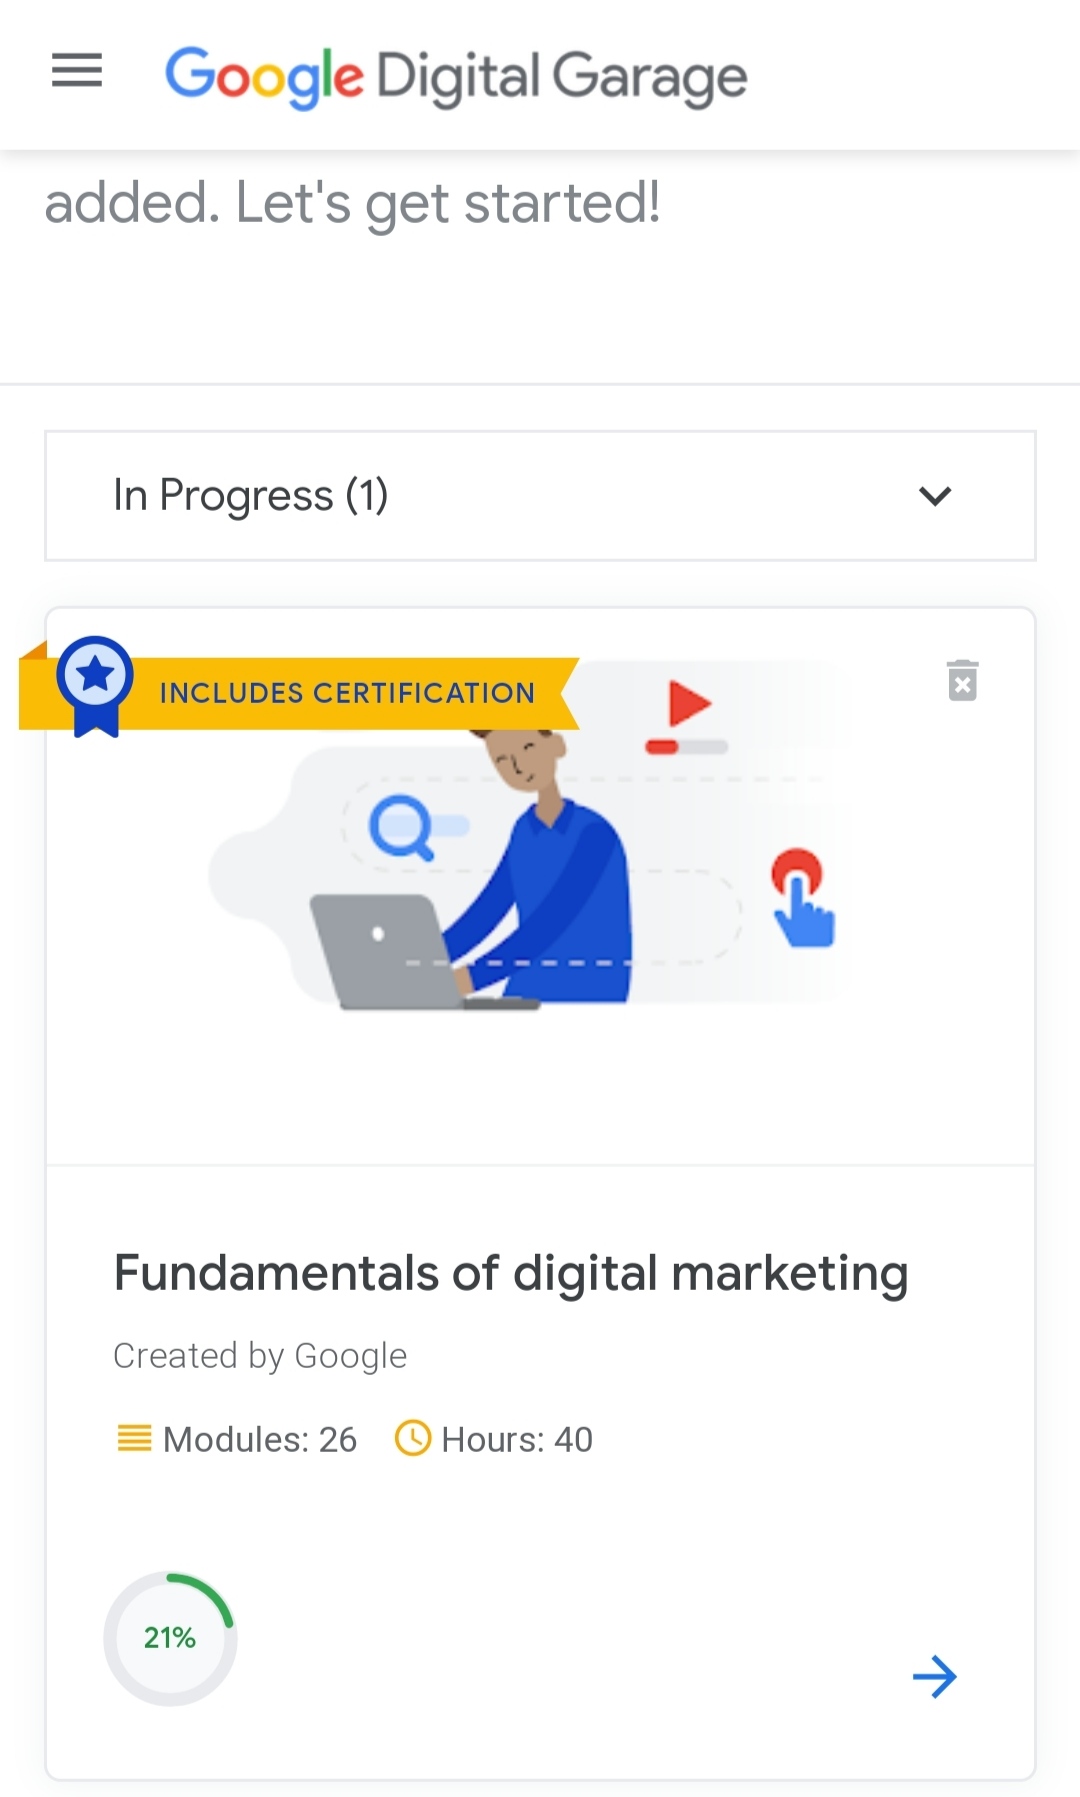 Google Digital Garage
added. Let's get started!
In Progress (1)
INCLUDES CERTIFICATION
Fundamentals of digital marketing
Created by Google
Modules: 26 Hours: 40
21%